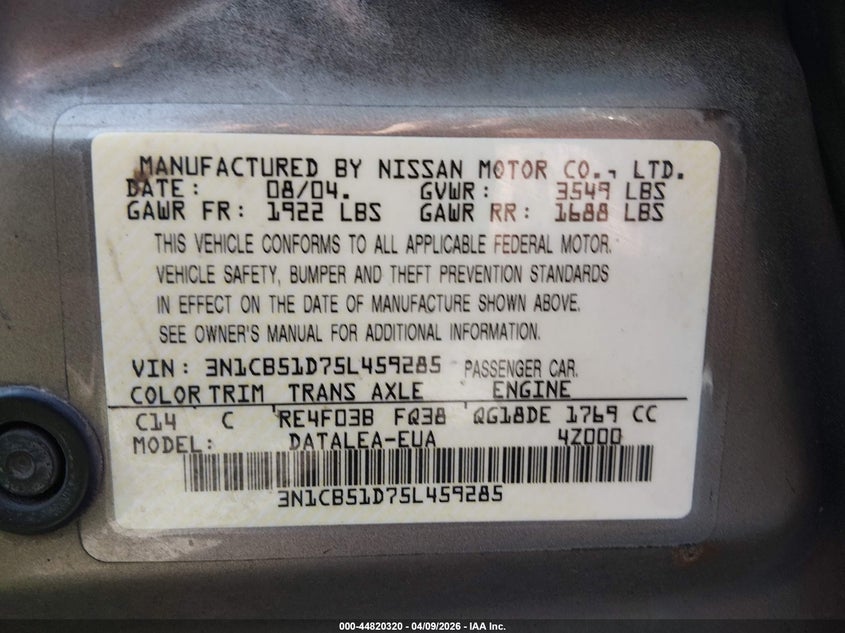 MANUFACTURED BY NISSAN MOTOR CO., LTD.
DATE: 08/04. GVWR: 3549 LBS
GAWR FR: 1922 LBS GAWR RR: 1688 LBS
THIS VEHICLE CONFORMS TO ALL APPLICABLE FEDERAL MOTOR.
VEHICLE SAFETY, BUMPER AND THEFT PREVENTION STANDARDS
IN EFFECT ON THE DATE OF MANUFACTURE SHOWN ABOVE.
SEE OWNER'S MANUAL FOR ADDITIONAL INFORMATION.
VIN: 3N1CB51D75L459285 PASSENGER CAR.
COLOR TRIM TRANS AXLE ENGINE
C14 C RE4F03B FQ38 QG18DE 1769 CC
MODEL: DATALEA-EUA 4Z000
3N1CB51D75L459285
000-44820320 | 04/09/2026 - IAA Inc.